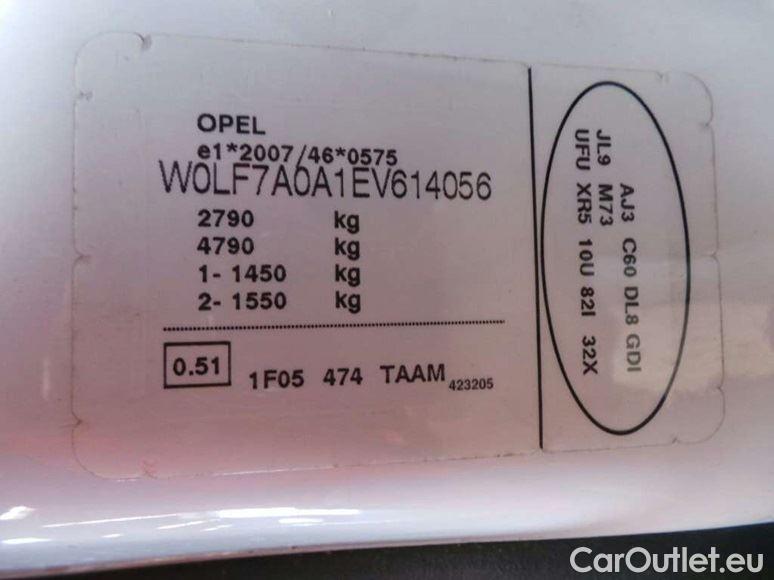 OPEL
e1*2007/46*0575
W0LF7A0A1EV614056
2790 kg
4790 kg
1- 1450 kg
2- 1550 kg
0.51 1F05 474 TAAM 423205
AJ3 C60 DL8 GDI
JL9 M73
UFU XR5 10U 82I 32X
CarOutlet.eu